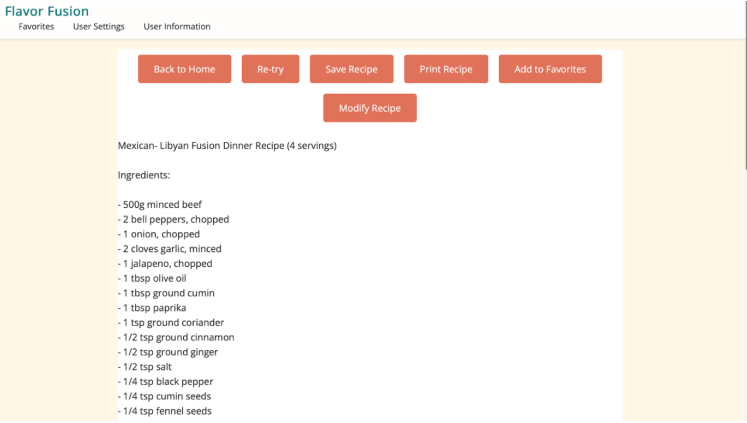 Flavor Fusion
Favorites User Settings User Information
Back to Home Re-try Save Recipe Print Recipe Add to Favorites
Modify Recipe
Mexican- Libyan Fusion Dinner Recipe (4 servings)
Ingredients:
- 500g minced beef
- 2 bell peppers, chopped
- 1 onion, chopped
- 2 cloves garlic, minced
- 1 jalapeno, chopped
- 1 tbsp olive oil
- 1 tbsp ground cumin
- 1 tbsp paprika
- 1 tsp ground coriander
- 1/2 tsp ground cinnamon
- 1/2 tsp ground ginger
- 1/2 tsp salt
- 1/4 tsp black pepper
- 1/4 tsp cumin seeds
- 1/4 tsp fennel seeds